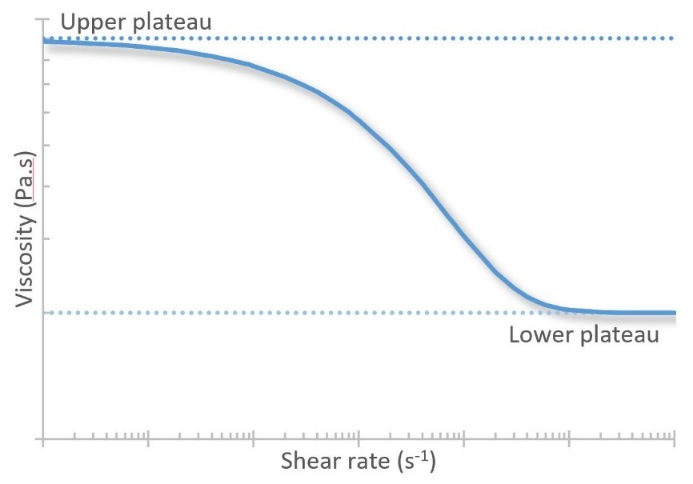 Upper plateau
Viscosity (Pa.s)
Lower plateau
Shear rate (s⁻¹)